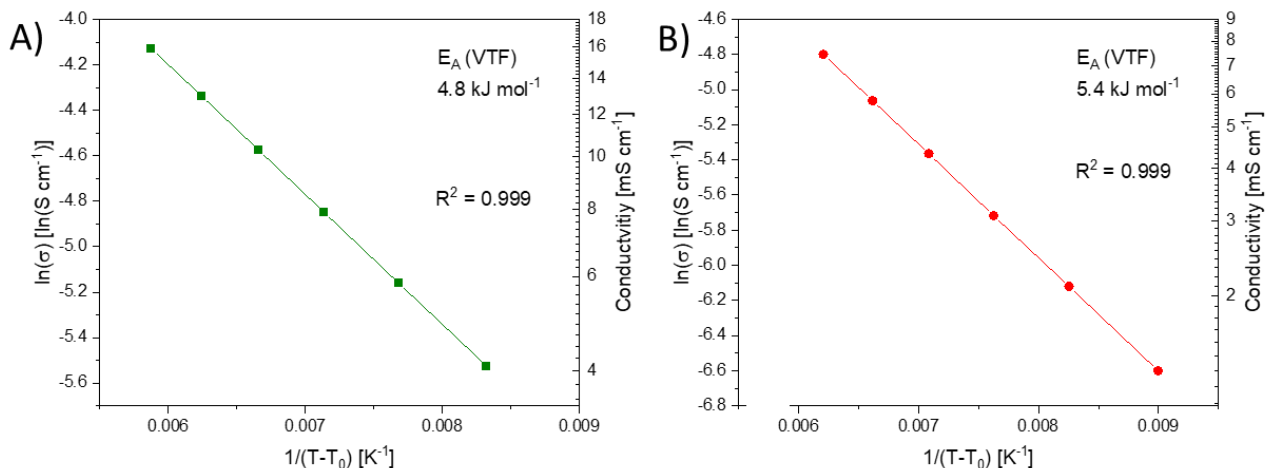 A)
-4.0
-4.2
-4.4
-4.6
-4.8
-5.0
-5.2
-5.4
-5.6
ln(σ) [ln(S cm⁻¹)]
E_A (VTF)
4.8 kJ mol⁻¹
R² = 0.999
18
16
14
12
10
8
6
4
Conductvitiy [mS cm⁻¹]
0.006 0.007 0.008 0.009
1/(T-T₀) [K⁻¹]
B)
-4.6
-4.8
-5.0
-5.2
-5.4
-5.6
-5.8
-6.0
-6.2
-6.4
-6.6
-6.8
ln(σ) [ln(S cm⁻¹)]
E_A (VTF)
5.4 kJ mol⁻¹
R² = 0.999
9
8
7
6
5
4
3
2
Conductivity [mS cm⁻¹]
0.006 0.007 0.008 0.009
1/(T-T₀) [K⁻¹]